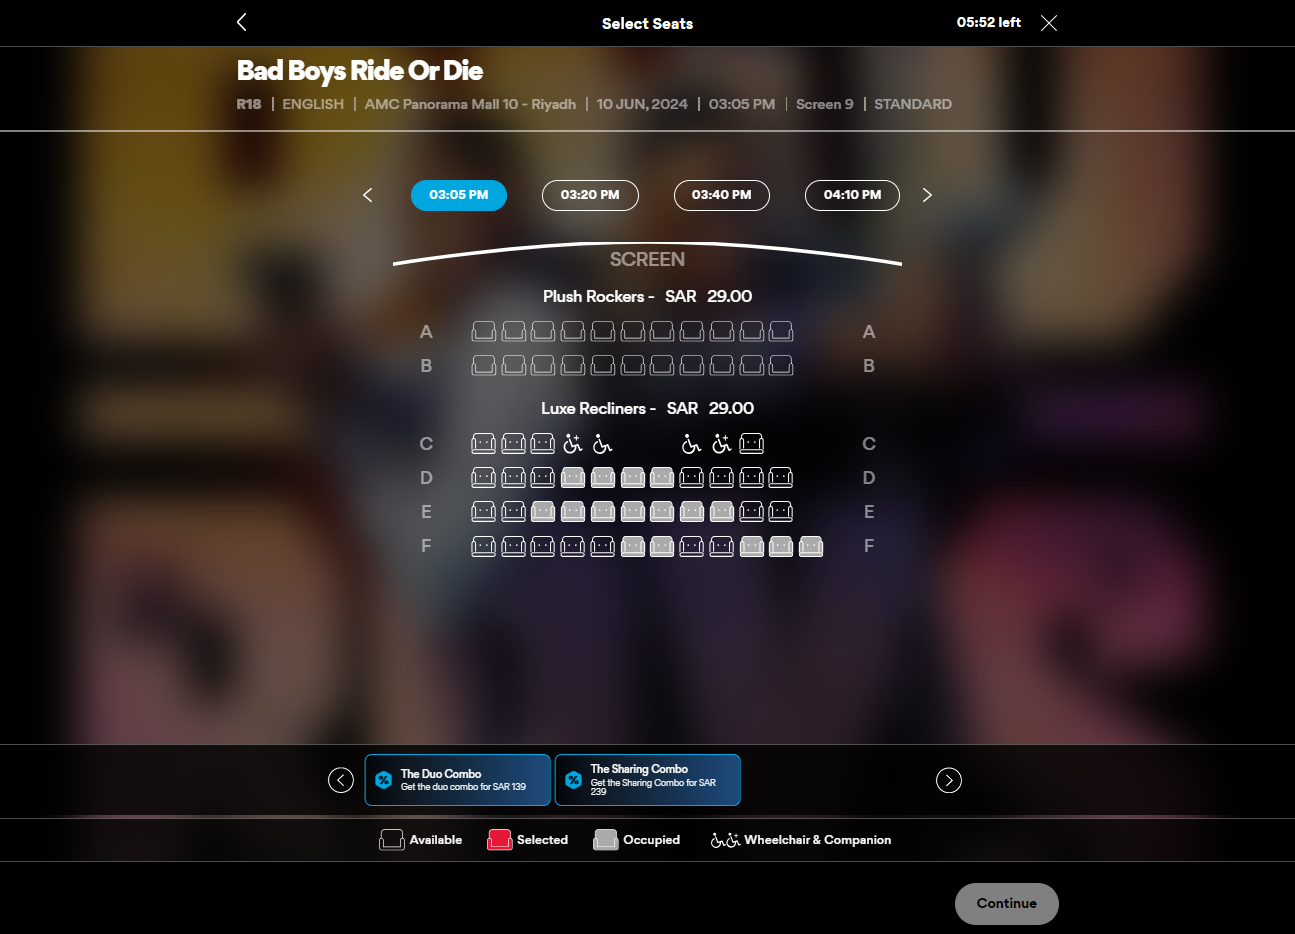 Select Seats
05:52 left
Bad Boys Ride Or Die
R18 | ENGLISH | AMC Panorama Mall 10 - Riyadh | 10 JUN, 2024 | 03:05 PM | Screen 9 | STANDARD
03:05 PM 03:20 PM 03:40 PM 04:10 PM
SCREEN
Plush Rockers - SAR 29.00
A A
B B
Luxe Recliners - SAR 29.00
C C
D D
E E
F F
The Duo Combo
Get the duo combo for SAR 139
The Sharing Combo
Get the Sharing Combo for SAR
239
Available Selected Occupied Wheelchair & Companion
Continue